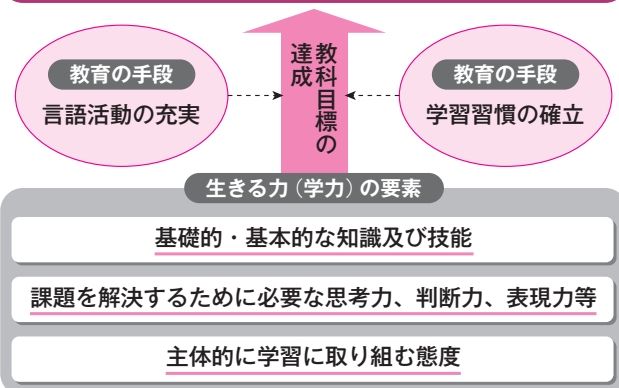 教育の手段
言語活動の充実
教科目標の
達成
教育の手段
学習習慣の確立
生きる力（学力）の要素
基礎的・基本的な知識及び技能
課題を解決するために必要な思考力、判断力、表現力等
主体的に学習に取り組む態度